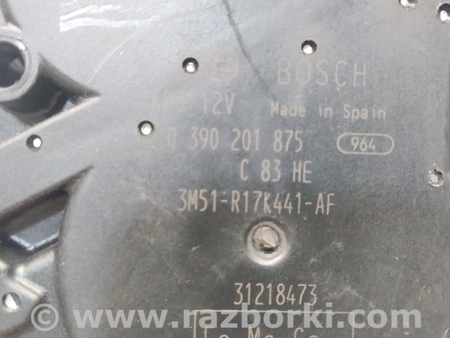 BOSCH
12V Made in Spain
0 390 201 875 964
C 83 HE
3M51-R17K441-AF
31218473
www.razborki.com